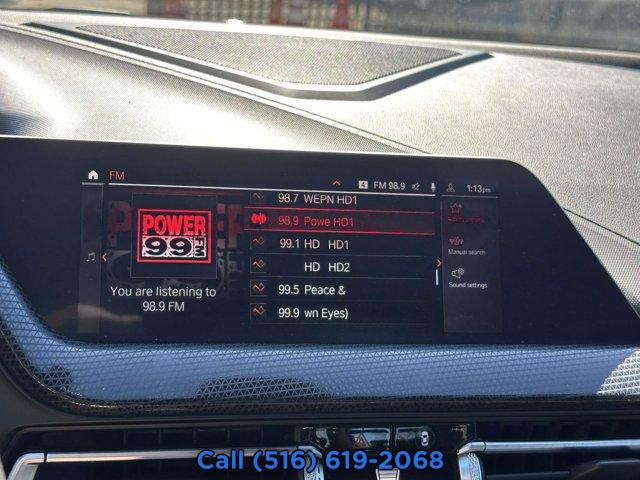 FM
4 FM 98.9 1:13pm
98.7 WEPN HD1
98.9 Powe HD1
99.1 HD HD1
HD HD2
99.5 Peace &
99.9 wn Eyes)
POWER
99 FM
You are listening to
98.9 FM
Manual search
Sound settings
Call (516) 619-2068